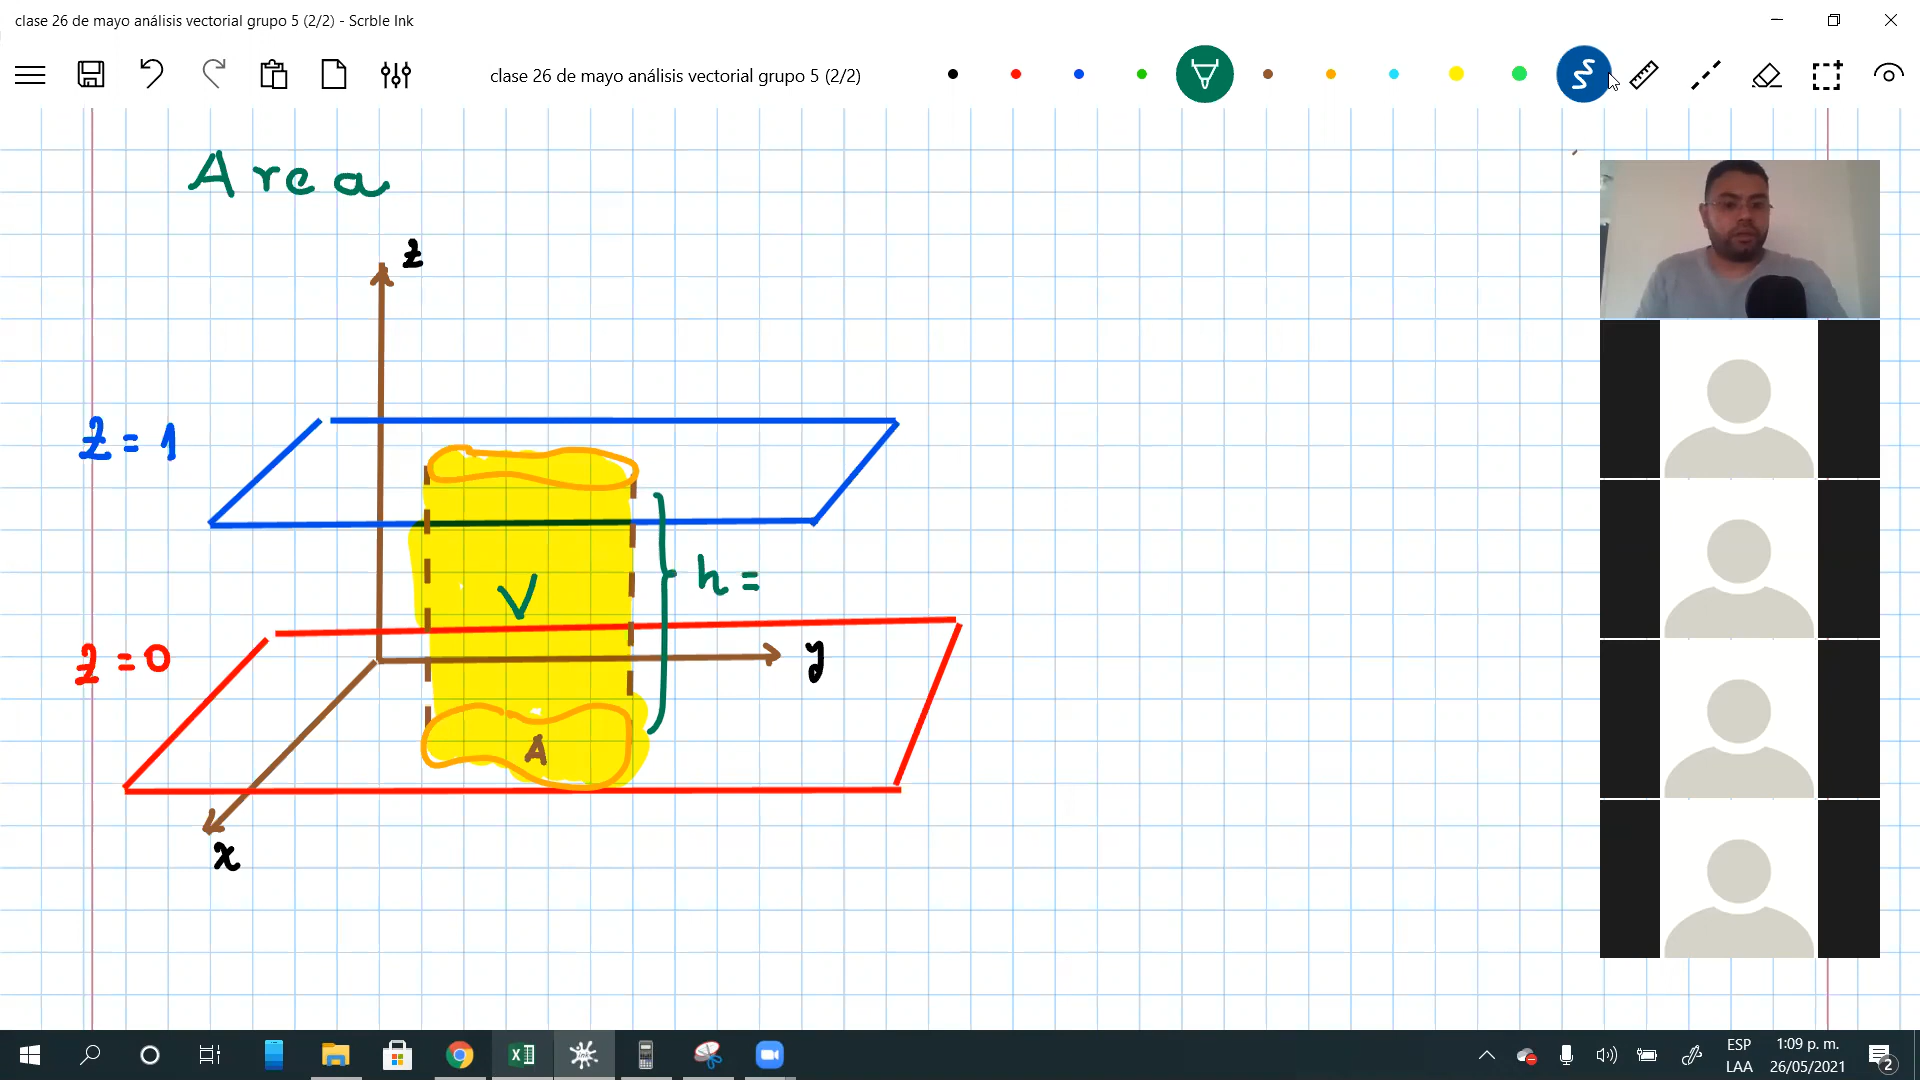 clase 26 de mayo análisis vectorial grupo 5 (2/2) - Scrble Ink
clase 26 de mayo análisis vectorial grupo 5 (2/2)
Area
z
z = 1
h =
V
z = 0
y
A
x
ESP
LAA
1:09 p. m.
26/05/2021
2